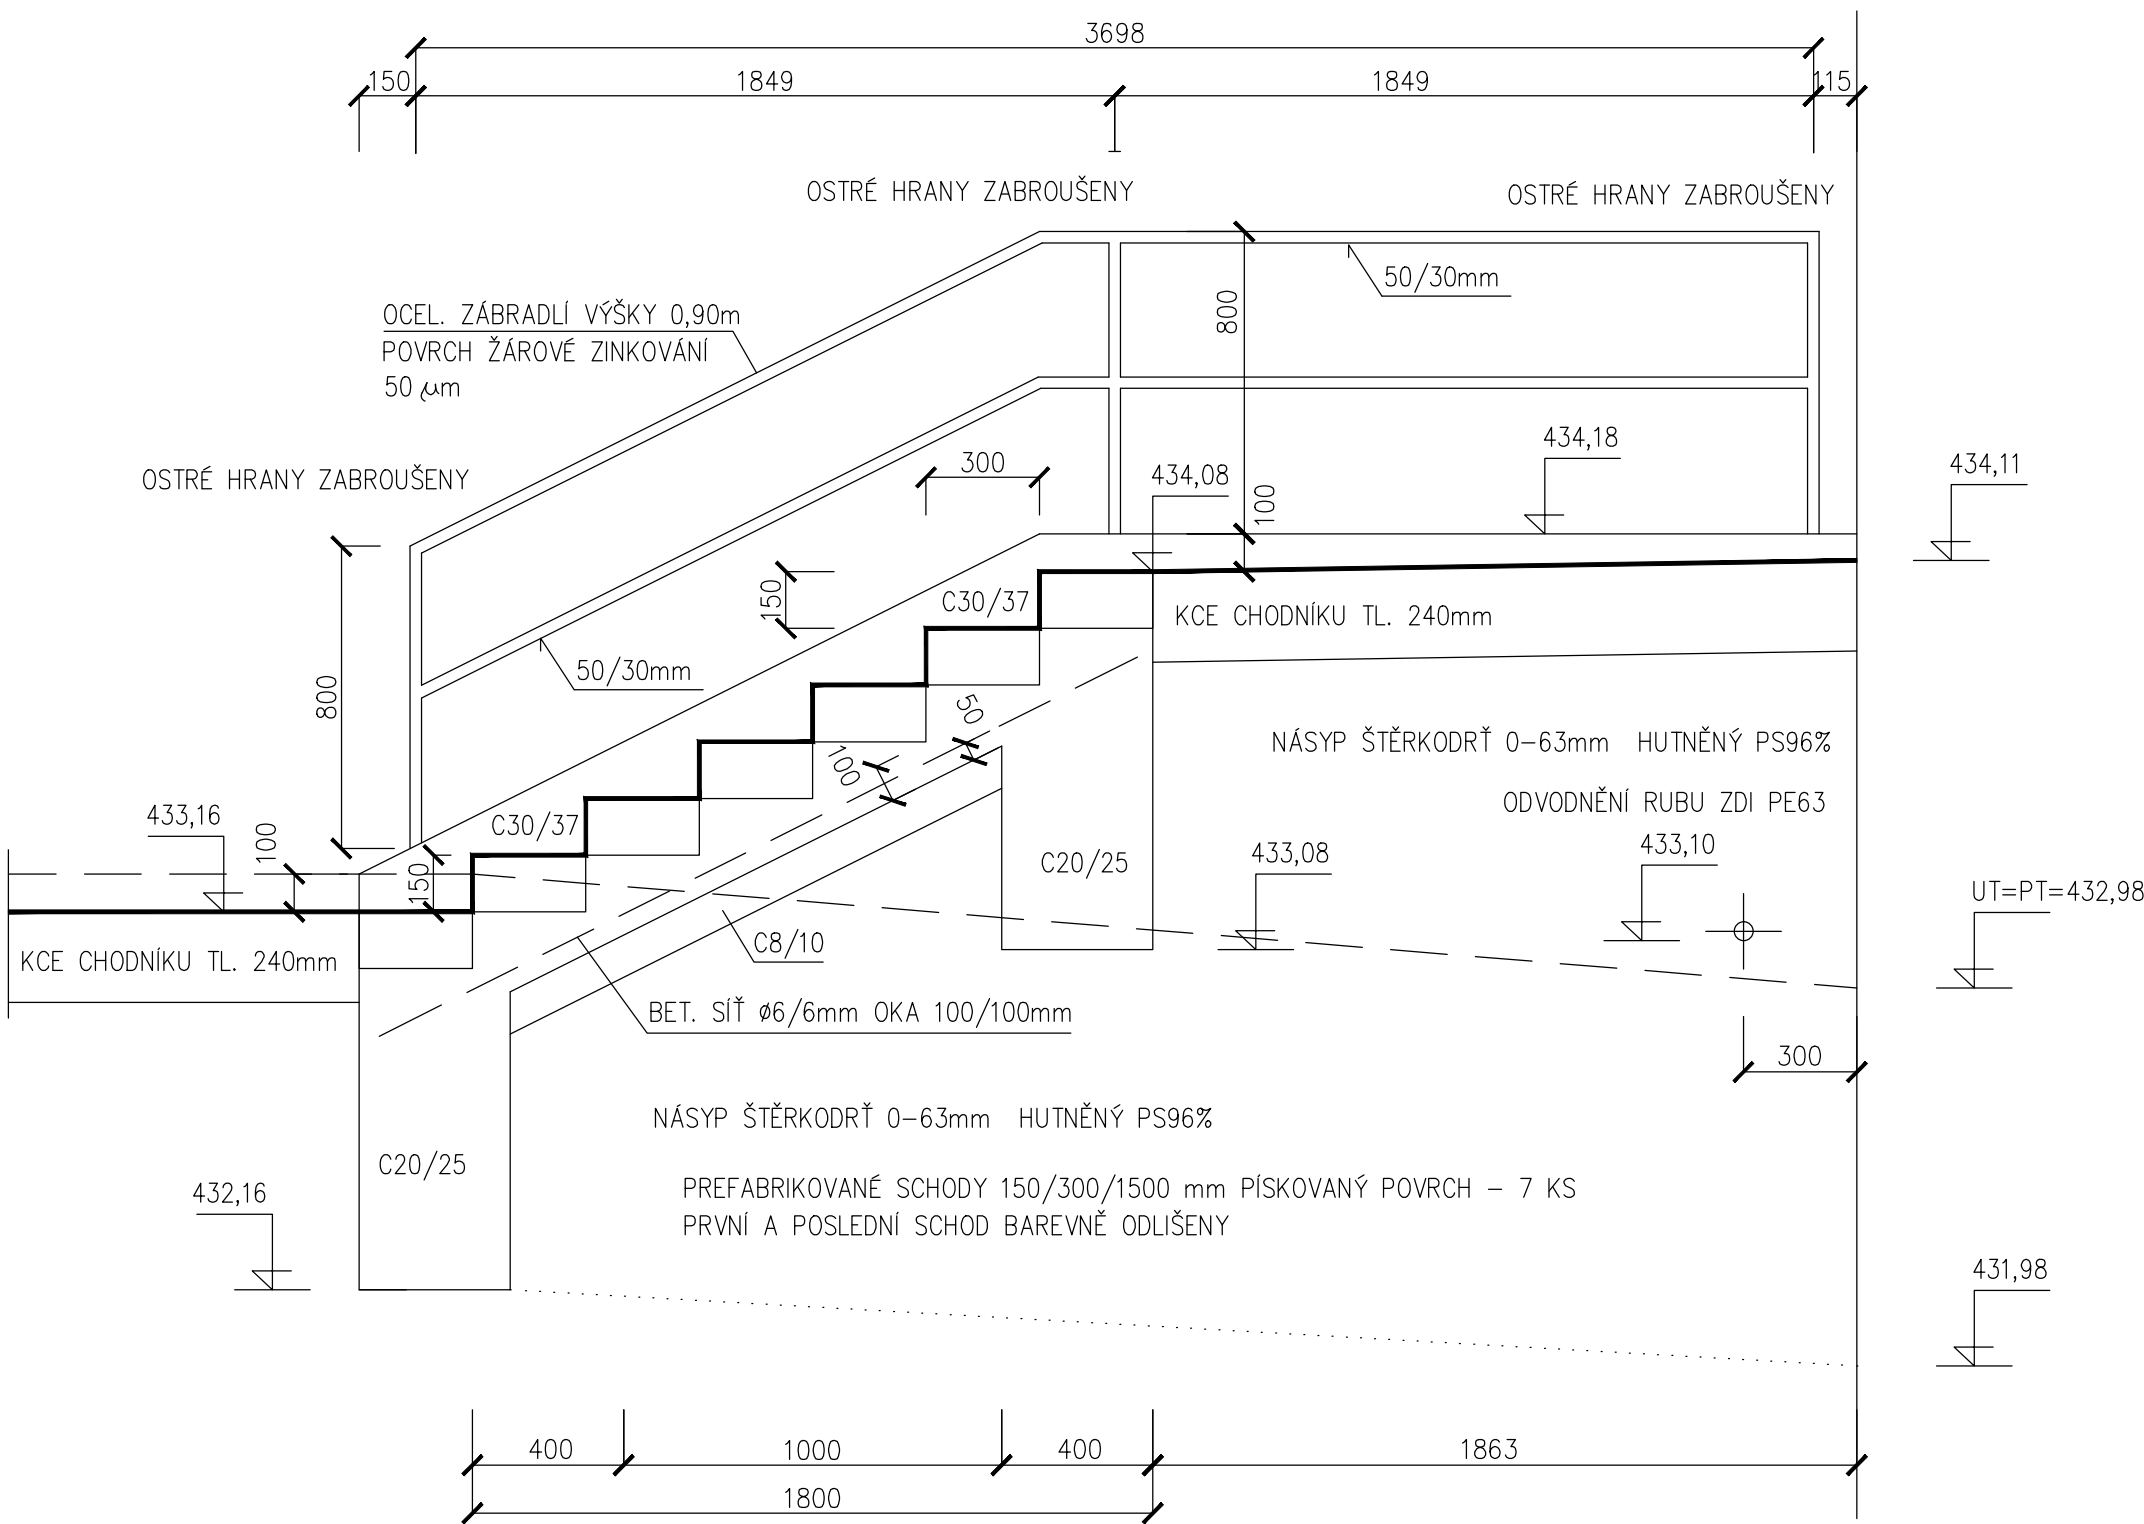 3698
150
1849
1849
115
OSTRÉ HRANY ZABROUŠENY
OSTRÉ HRANY ZABROUŠENY
50/30mm
800
OCEL. ZÁBRADLÍ VÝŠKY 0,90m
POVRCH ŽÁROVÉ ZINKOVÁNÍ
50 μm
434,18
434,11
300
434,08
OSTRÉ HRANY ZABROUŠENY
100
150
C30/37
KCE CHODNÍKU TL. 240mm
50/30mm
800
50
NÁSYP ŠTĚRKODRŤ 0-63mm HUTNĚNÝ PS96%
100
ODVODNĚNÍ RUBU ZDI PE63
433,16
C30/37
100
433,10
433,08
C20/25
150
UT=PT=432,98
C8/10
KCE CHODNÍKU TL. 240mm
BET. SÍŤ ø6/6mm OKA 100/100mm
300
NÁSYP ŠTĚRKODRŤ 0-63mm HUTNĚNÝ PS96%
C20/25
432,16
PREFABRIKOVANÉ SCHODY 150/300/1500 mm PÍSKOVANÝ POVRCH – 7 KS
PRVNÍ A POSLEDNÍ SCHOD BAREVNĚ ODLIŠENY
431,98
400
1000
400
1863
1800